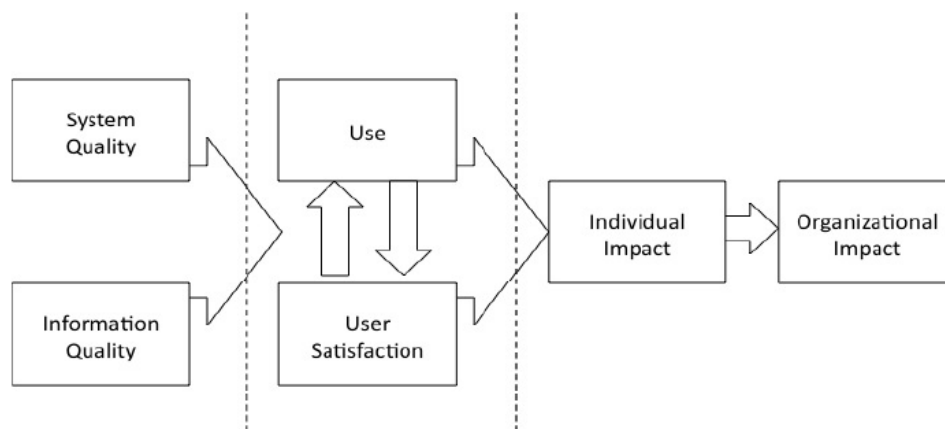 System
Quality
Use
Individual
Impact
Organizational
Impact
Information
Quality
User
Satisfaction